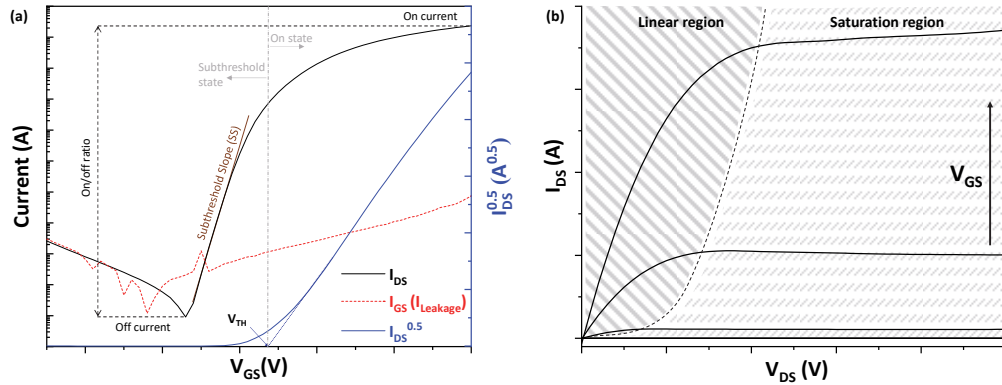 (a)
On current
On state
Subthreshold
state
Current (A)
On/off ratio
Subthreshold Slope (SS)
I_DS^0.5 (A^0.5)
I_DS
I_GS (I_Leakage)
I_DS^0.5
V_TH
Off current
V_GS(V)
(b)
Linear region
Saturation region
I_DS (A)
V_GS
V_DS (V)